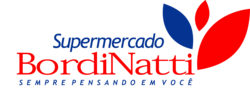 Supermercado
BordiNatti
SEMPRE PENSANDO EM VOCÊ